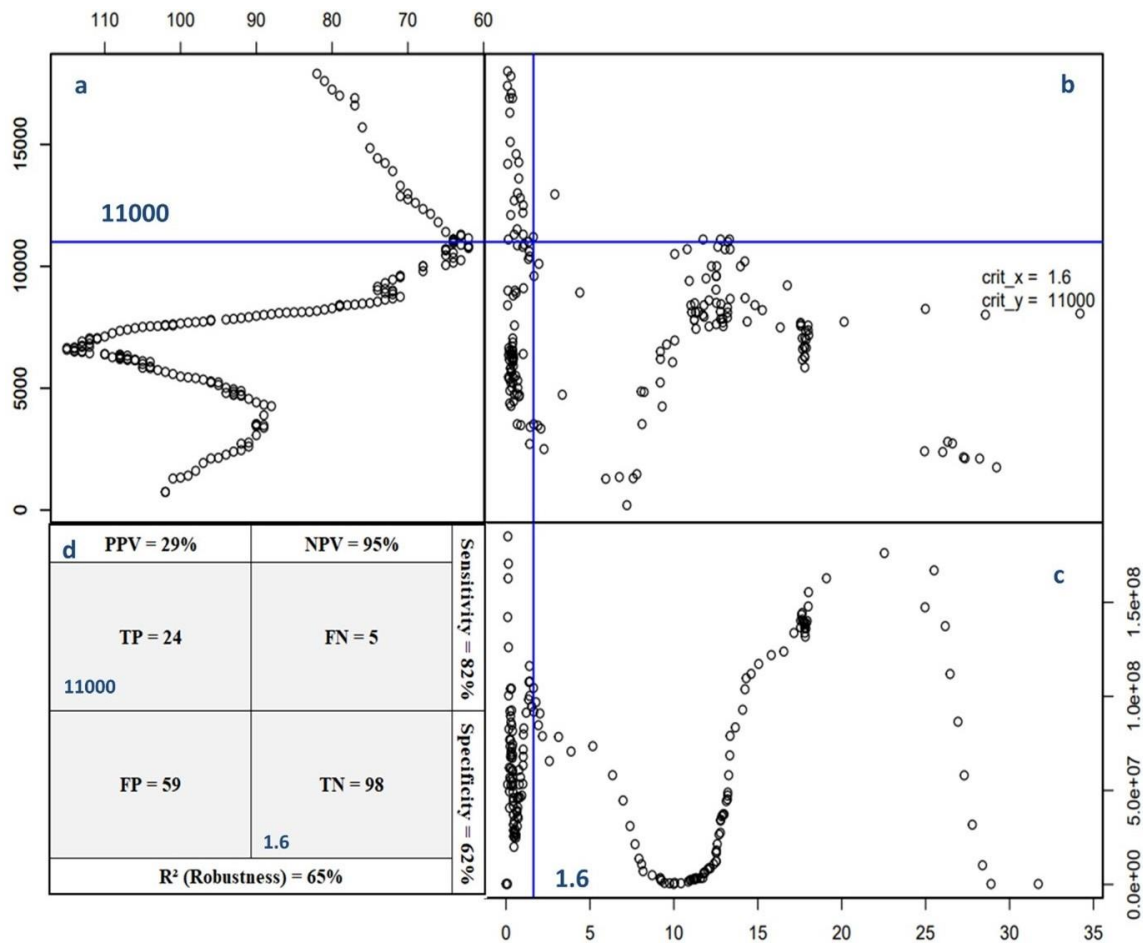 110 100 90 80 70 60
a
b
15000
10000
5000
0
11000
crit_x = 1.6
crit_y = 11000
d PPV = 29% NPV = 95%
Sensitivity = 82%
TP = 24 FN = 5
11000
Specificity = 62%
FP = 59 TN = 98
1.6
R² (Robustness) = 65%
c
1.6
1.5e+08
1.0e+08
5.0e+07
0.0e+00
0 5 10 15 20 25 30 35